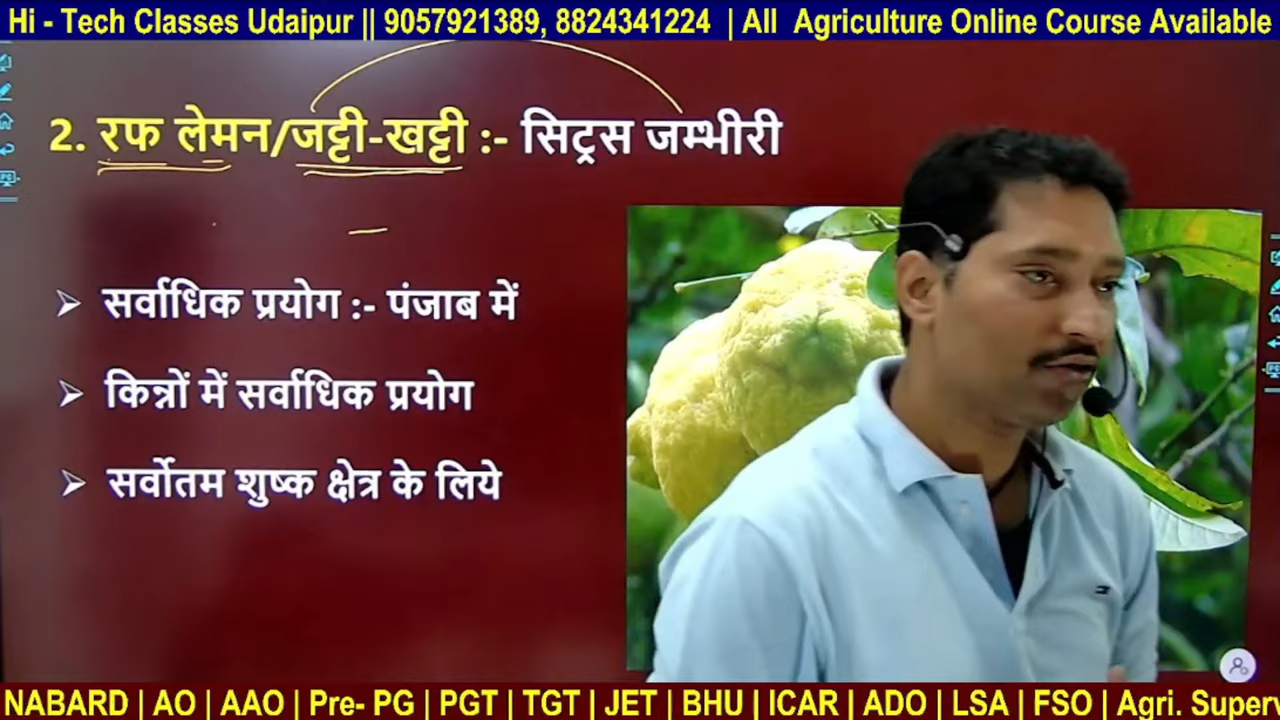 Hi - Tech Classes Udaipur || 9057921389, 8824341224 | All Agriculture Online Course Available
2. रफ लेमन/जट्टी-खट्टी :- सिट्रस जम्भीरी
➢ सर्वाधिक प्रयोग :- पंजाब में
➢ किन्नों में सर्वाधिक प्रयोग
➢ सर्वोतम शुष्क क्षेत्र के लिये
NABARD | AO | AAO | Pre- PG | PGT | TGT | JET | BHU | ICAR | ADO | LSA | FSO | Agri. Superv